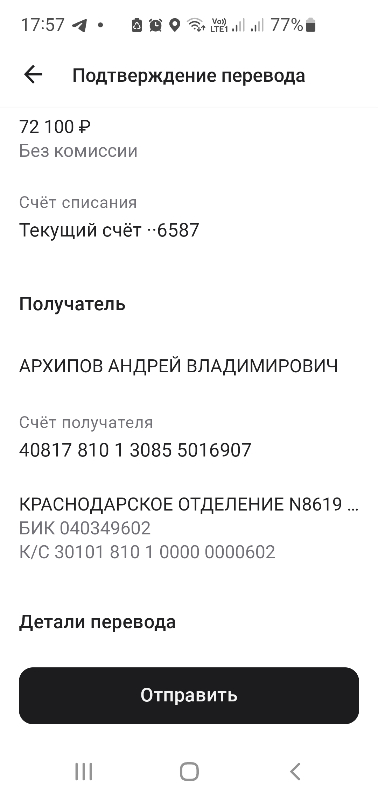 17:57
Vo)) LTE1
77%
Подтверждение перевода
72 100 ₽
Без комиссии
Счёт списания
Текущий счёт ··6587
Получатель
АРХИПОВ АНДРЕЙ ВЛАДИМИРОВИЧ
Счёт получателя
40817 810 1 3085 5016907
КРАСНОДАРСКОЕ ОТДЕЛЕНИЕ N8619 ...
БИК 040349602
К/С 30101 810 1 0000 0000602
Детали перевода
Отправить